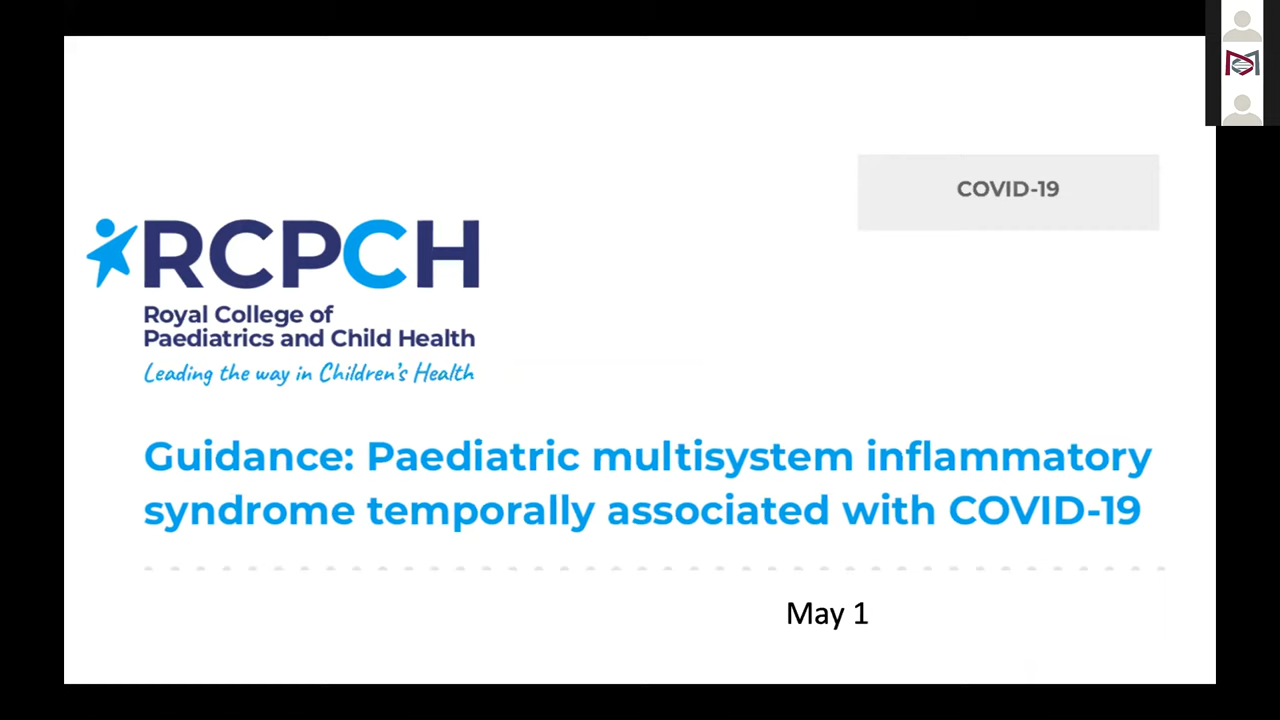 COVID-19
RCPCH
Royal College of
Paediatrics and Child Health
Leading the way in Children's Health
Guidance: Paediatric multisystem inflammatory
syndrome temporally associated with COVID-19
May 1